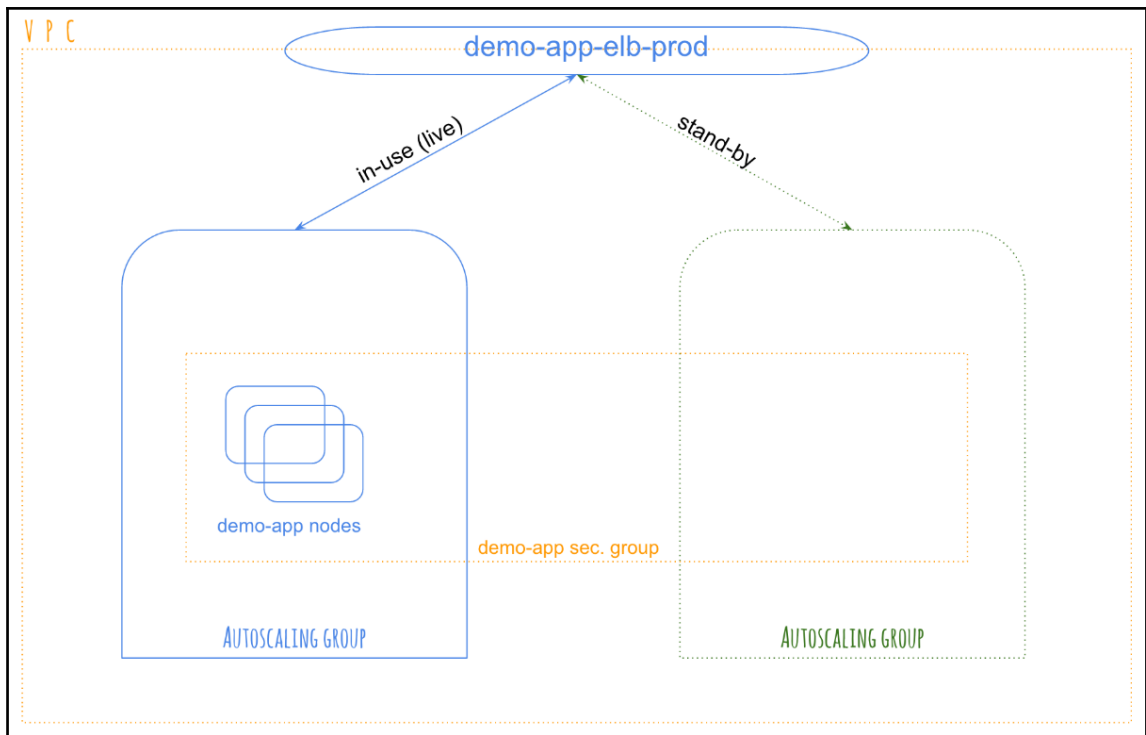 V P C
demo-app-elb-prod
in-use (live)
stand-by
demo-app nodes
demo-app sec. group
AUTOSCALING GROUP
AUTOSCALING GROUP